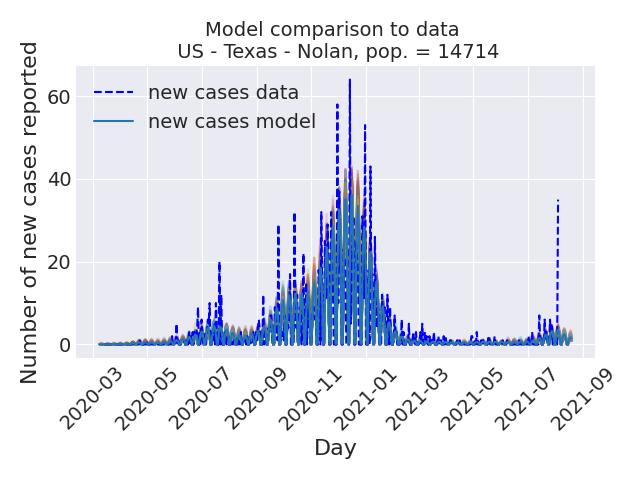 Model comparison to data
US - Texas - Nolan, pop. = 14714
Number of new cases reported
60
40
20
0
new cases data
new cases model
2020-03
2020-05
2020-07
2020-09
2020-11
2021-01
2021-03
2021-05
2021-07
2021-09
Day